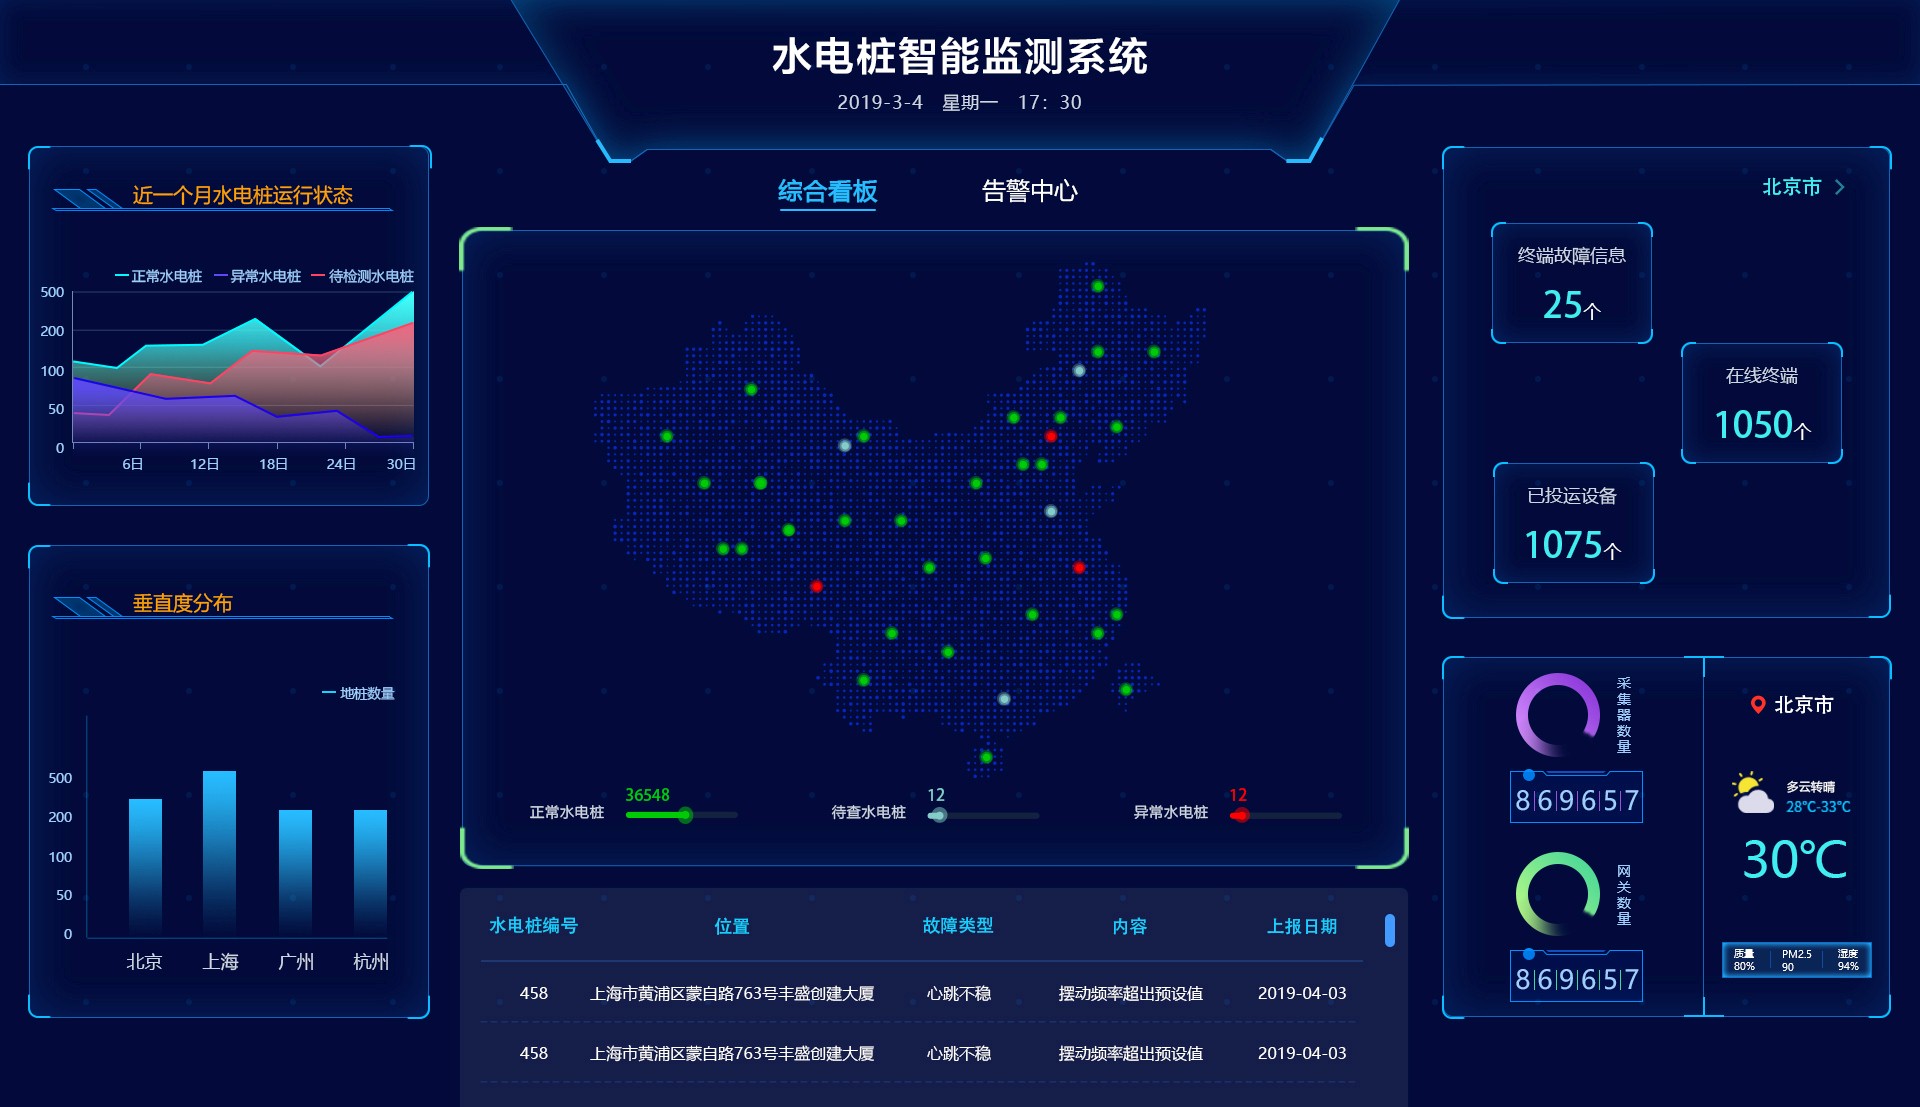 水电桩智能监测系统
2019-3-4 星期一 17：30
综合看板 告警中心
近一个月水电桩运行状态
正常水电桩 异常水电桩 待检测水电桩
500
200
100
50
0
6日 12日 18日 24日 30日
垂直度分布
地桩数量
500
200
100
50
0
北京 上海 广州 杭州
正常水电桩 36548
待查水电桩 12
异常水电桩 12
水电桩编号 位置 故障类型 内容 上报日期
458 上海市黄浦区蒙自路763号丰盛创建大厦 心跳不稳 摆动频率超出预设值 2019-04-03
458 上海市黄浦区蒙自路763号丰盛创建大厦 心跳不稳 摆动频率超出预设值 2019-04-03
北京市
终端故障信息
25个
在线终端
1050个
已投运设备
1075个
采集器数量
869657
网关数量
869657
北京市
多云转晴
28℃-33℃
30℃
质量 PM2.5 湿度
80% 90 94%